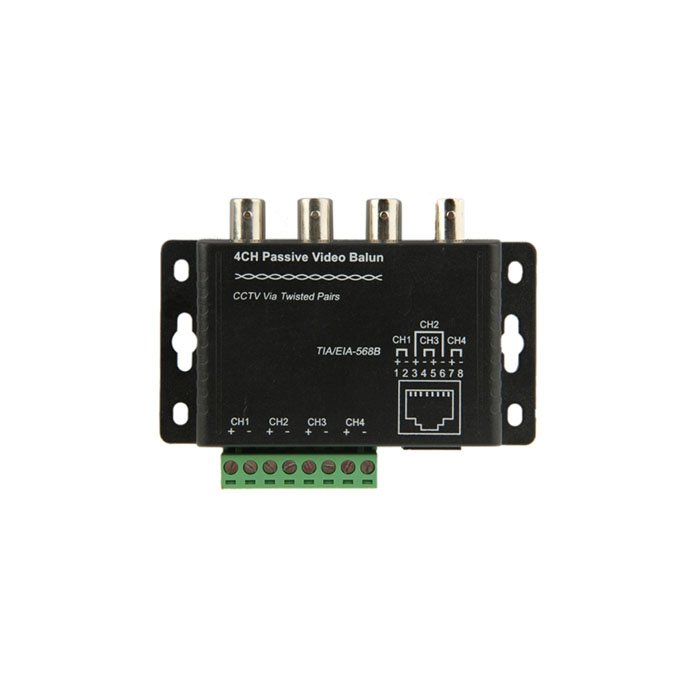 4CH Passive Video Balun
CCTV Via Twisted Pairs
TIA/EIA-568B
CH2
CH1 CH3 CH4
+ - + + - - + -
1 2 3 4 5 6 7 8
CH1 CH2 CH3 CH4
+ - + - + - + -